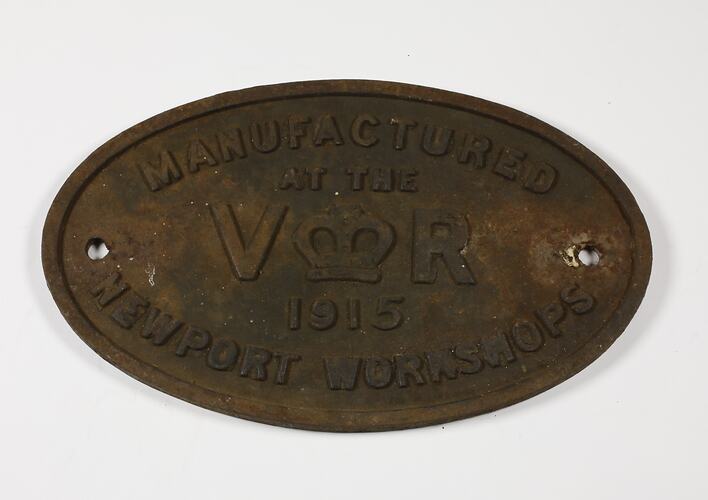 MANUFACTURED
AT THE
V R
1915
NEWPORT WORKSHOPS